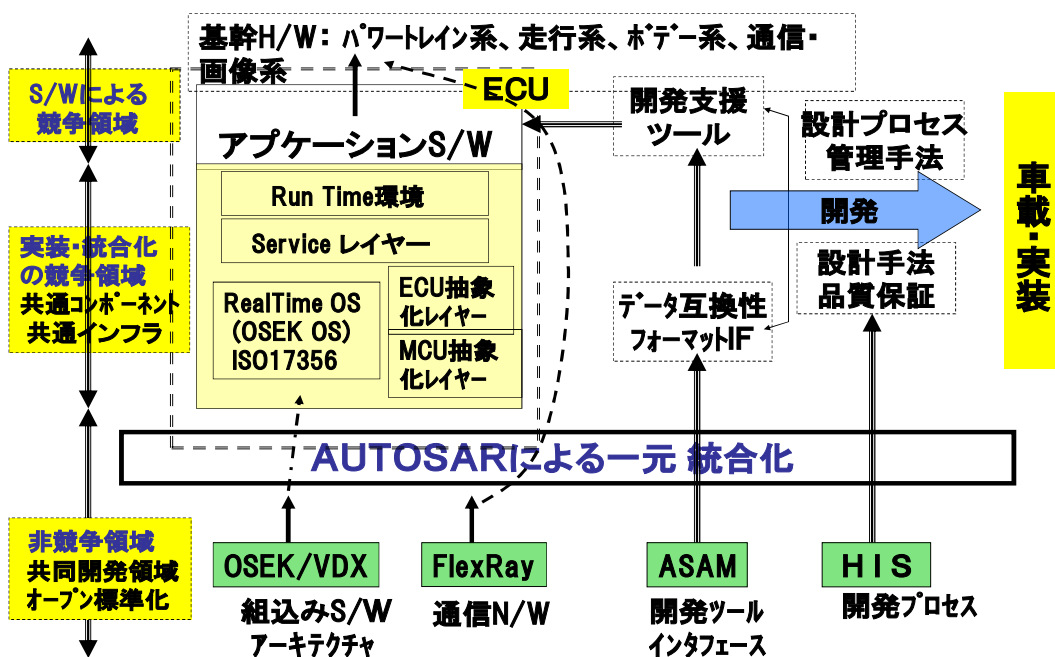 基幹H/W：パワートレイン系、走行系、ボデー系、通信・
画像系
ECU
S/Wによる
競争領域
アプケーションS/W
開発支援
ツール
設計プロセス
管理手法
車載・実装
Run Time環境
開発
Service レイヤー
実装・統合化
の競争領域
共通コンポーネント
共通インフラ
RealTime OS
(OSEK OS)
ISO17356
ECU抽象
化レイヤー
MCU抽象
化レイヤー
データ互換性
フォーマットIF
設計手法
品質保証
AUTOSARによる一元 統合化
非競争領域
共同開発領域
オープン標準化
OSEK/VDX
FlexRay
ASAM
ＨＩＳ
組込みS/W
アーキテクチャ
通信N/W
開発ツール
インタフェース
開発プロセス